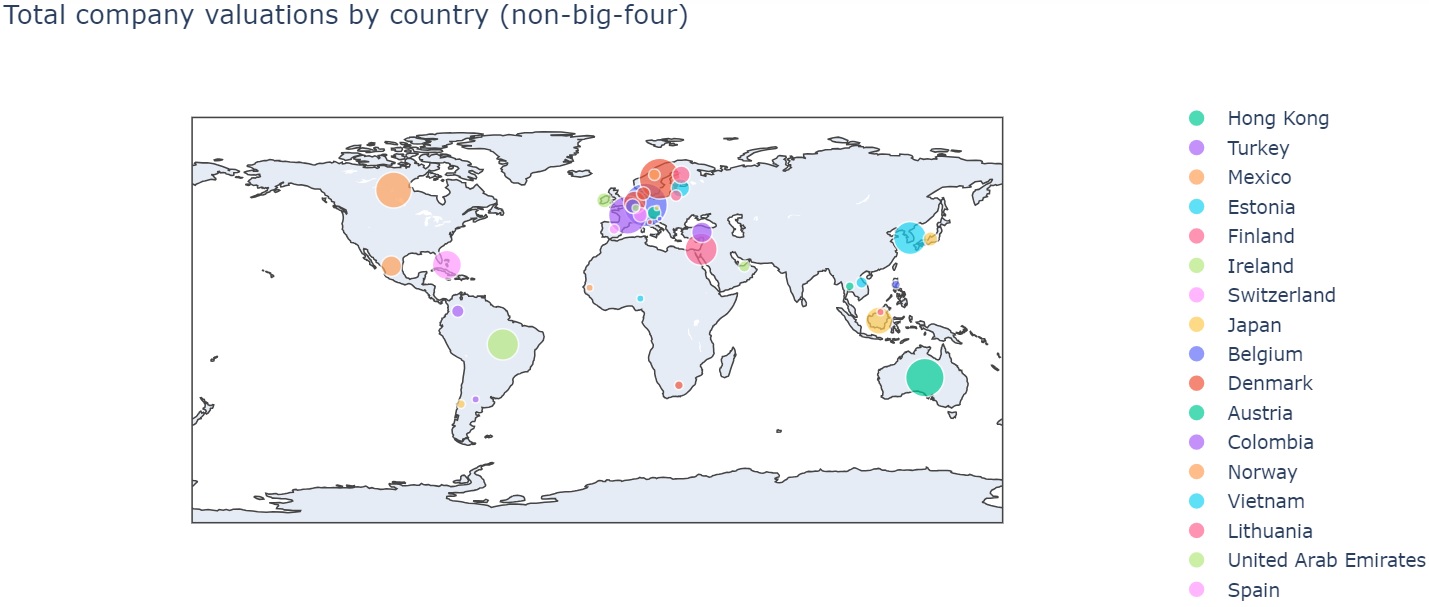 Total company valuations by country (non-big-four)
Hong Kong
Turkey
Mexico
Estonia
Finland
Ireland
Switzerland
Japan
Belgium
Denmark
Austria
Colombia
Norway
Vietnam
Lithuania
United Arab Emirates
Spain